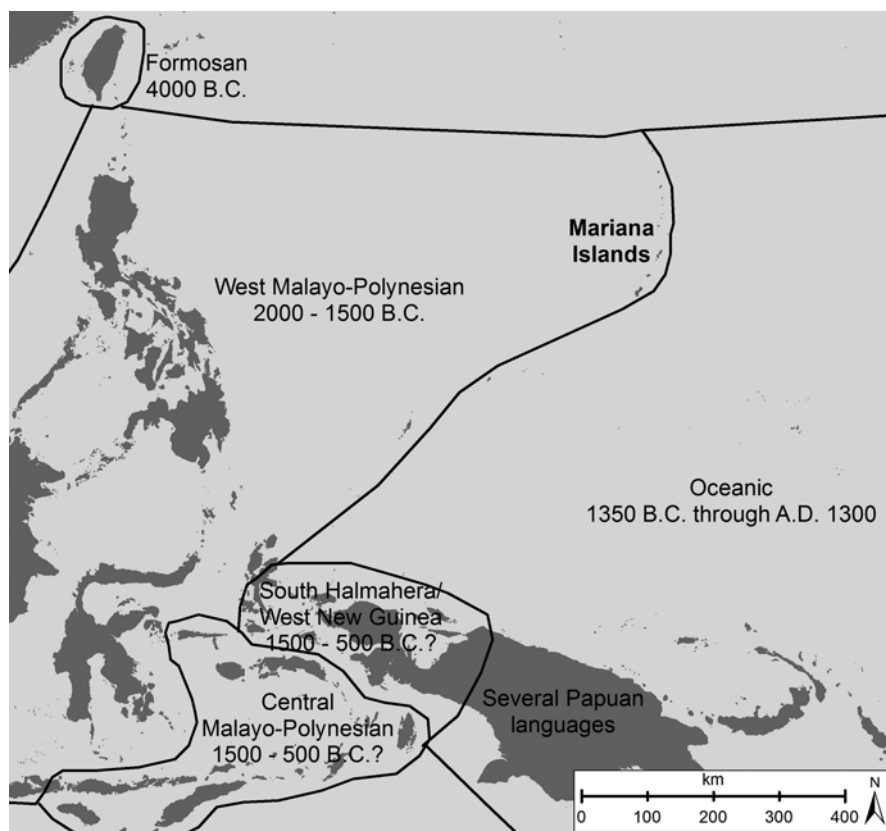 Formosan
4000 B.C.
Mariana
Islands
West Malayo-Polynesian
2000 - 1500 B.C.
Oceanic
1350 B.C. through A.D. 1300
South Halmahera/
West New Guinea
1500 - 500 B.C.?
Several Papuan
languages
Central
Malayo-Polynesian
1500 - 500 B.C.?
km
N
0 100 200 300 400